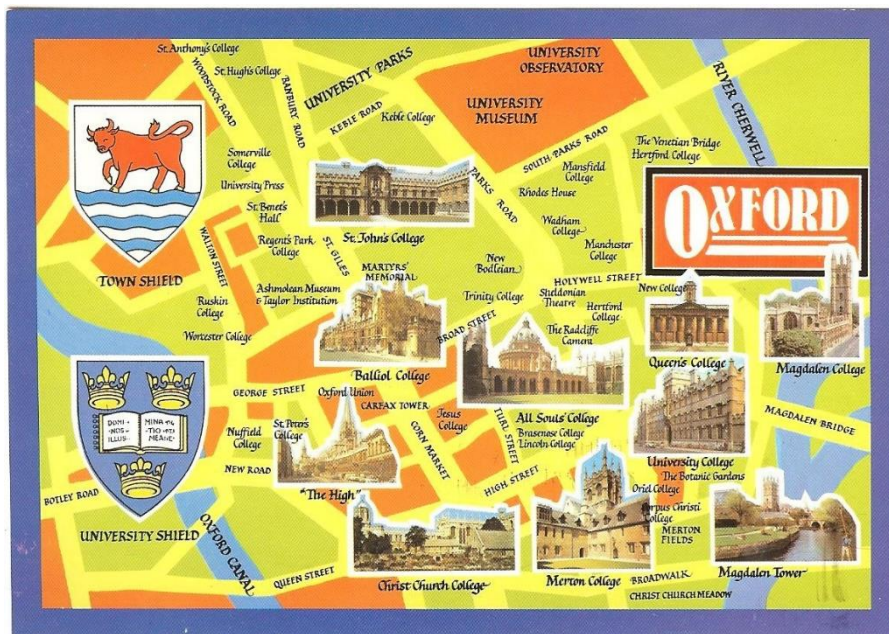 St. Anthony's College
St. Hugh's College
WOODSTOCK ROAD
BANBURY ROAD
UNIVERSITY PARKS
KEBLE ROAD
Keble College
UNIVERSITY
OBSERVATORY
UNIVERSITY
MUSEUM
SOUTH PARKS ROAD
RIVER CHERWELL
The Venetian Bridge
Hertford College
Somerville
College
University Press
St. Benet's
Hall
Regent's Park
College
WALTON STREET
ST. GILES
St. John's College
PARKS ROAD
Mansfield
College
Rhodes House
Wadham
College
Manchester
College
OXFORD
TOWN SHIELD
Ruskin
College
Worcester College
Ashmolean Museum
& Taylor Institution
MARTYRS'
MEMORIAL
New
Bodleian
Trinity College
HOLYWELL STREET
Sheldonian
Theatre
Hertford
College
New College
BROAD STREET
The Radcliffe
Camera
Balliol College
Queen's College
Magdalen College
GEORGE STREET
Oxford Union
CARFAX TOWER
St. Peter's
College
Nuffield
College
NEW ROAD
Jesus
College
CORN MARKET
TURL STREET
All Souls' College
Brasenose College
Lincoln College
HIGH STREET
University College
MAGDALEN BRIDGE
The Botanic Gardens
Oriel College
Corpus Christi
College
MERTON
FIELDS
DOMI
NVS
ILLVS
MINA
TIO
MEA
BOTLEY ROAD
UNIVERSITY SHIELD
OXFORD CANAL
"The High"
QUEEN STREET
Christ Church College
Merton College
BROADWALK
CHRIST CHURCH MEADOW
Magdalen Tower